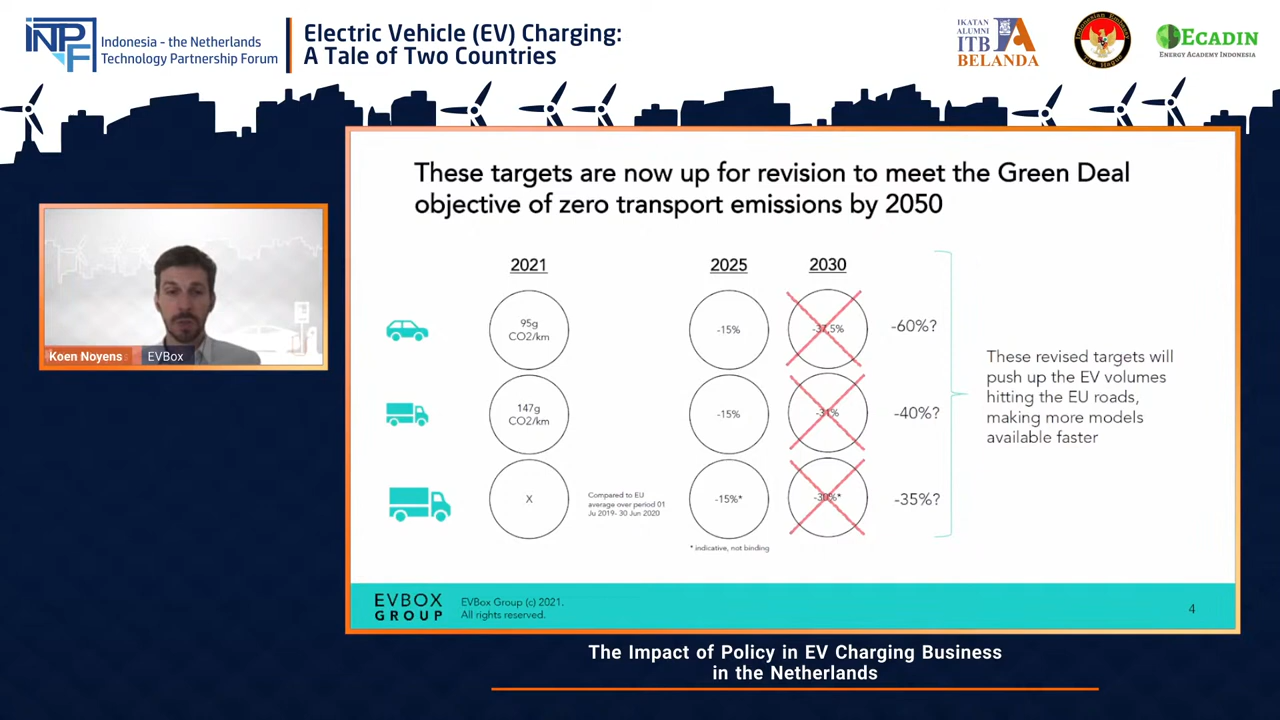 INPF
Indonesia - the Netherlands
Technology Partnership Forum
Electric Vehicle (EV) Charging:
A Tale of Two Countries
IKATAN
ALUMNI
ITB
BELANDA
Indonesian Embassy
The Hague
ECADIN
ENERGY ACADEMY INDONESIA
These targets are now up for revision to meet the Green Deal
objective of zero transport emissions by 2050
2021
2025
2030
95g
CO2/km
-15%
-37,5%
-60%?
147g
CO2/km
-15%
-31%
-40%?
X
Compared to EU
average over period 01
Ju 2019- 30 Jun 2020
-15%*
-30%*
-35%?
* indicative, not binding
These revised targets will
push up the EV volumes
hitting the EU roads,
making more models
available faster
Koen Noyens
EVBox
EVBOX
GROUP
EVBox Group (c) 2021.
All rights reserved.
4
The Impact of Policy in EV Charging Business
in the Netherlands